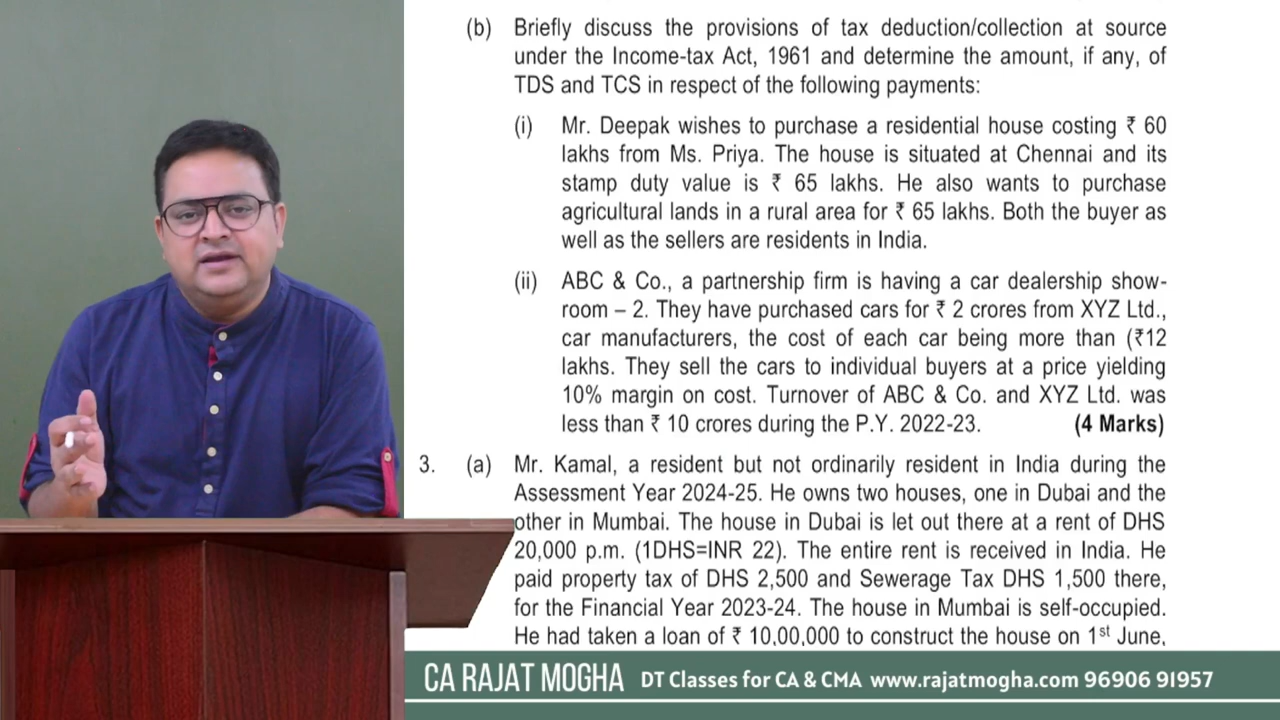 (b) Briefly discuss the provisions of tax deduction/collection at source
under the Income-tax Act, 1961 and determine the amount, if any, of
TDS and TCS in respect of the following payments:
(i) Mr. Deepak wishes to purchase a residential house costing ₹ 60
lakhs from Ms. Priya. The house is situated at Chennai and its
stamp duty value is ₹ 65 lakhs. He also wants to purchase
agricultural lands in a rural area for ₹ 65 lakhs. Both the buyer as
well as the sellers are residents in India.
(ii) ABC & Co., a partnership firm is having a car dealership show-
room – 2. They have purchased cars for ₹ 2 crores from XYZ Ltd.,
car manufacturers, the cost of each car being more than (₹12
lakhs. They sell the cars to individual buyers at a price yielding
10% margin on cost. Turnover of ABC & Co. and XYZ Ltd. was
less than ₹ 10 crores during the P.Y. 2022-23. (4 Marks)
3. (a) Mr. Kamal, a resident but not ordinarily resident in India during the
Assessment Year 2024-25. He owns two houses, one in Dubai and the
other in Mumbai. The house in Dubai is let out there at a rent of DHS
20,000 p.m. (1DHS=INR 22). The entire rent is received in India. He
paid property tax of DHS 2,500 and Sewerage Tax DHS 1,500 there,
for the Financial Year 2023-24. The house in Mumbai is self-occupied.
He had taken a loan of ₹ 10,00,000 to construct the house on 1st June,
CA RAJAT MOGHA DT Classes for CA & CMA www.rajatmogha.com 96906 91957